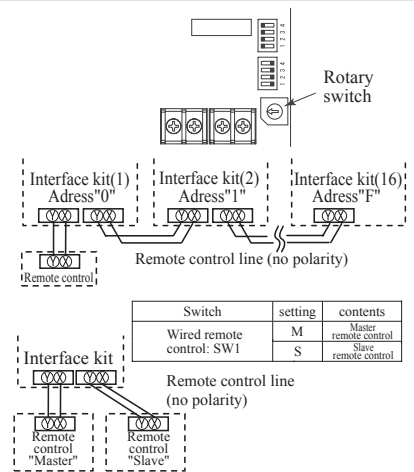 1 2 3 4
1 2 3 4
Rotary
switch
Interface kit(1)
Adress"0"
Interface kit(2)
Adress"1"
Interface kit(16)
Adress"F"
Remote control
Remote control line (no polarity)
Switch setting contents
Wired remote
control: SW1
M Master
remote control
S Slave
remote control
Interface kit
Remote control line
(no polarity)
Remote
control
"Master"
Remote
control
"Slave"